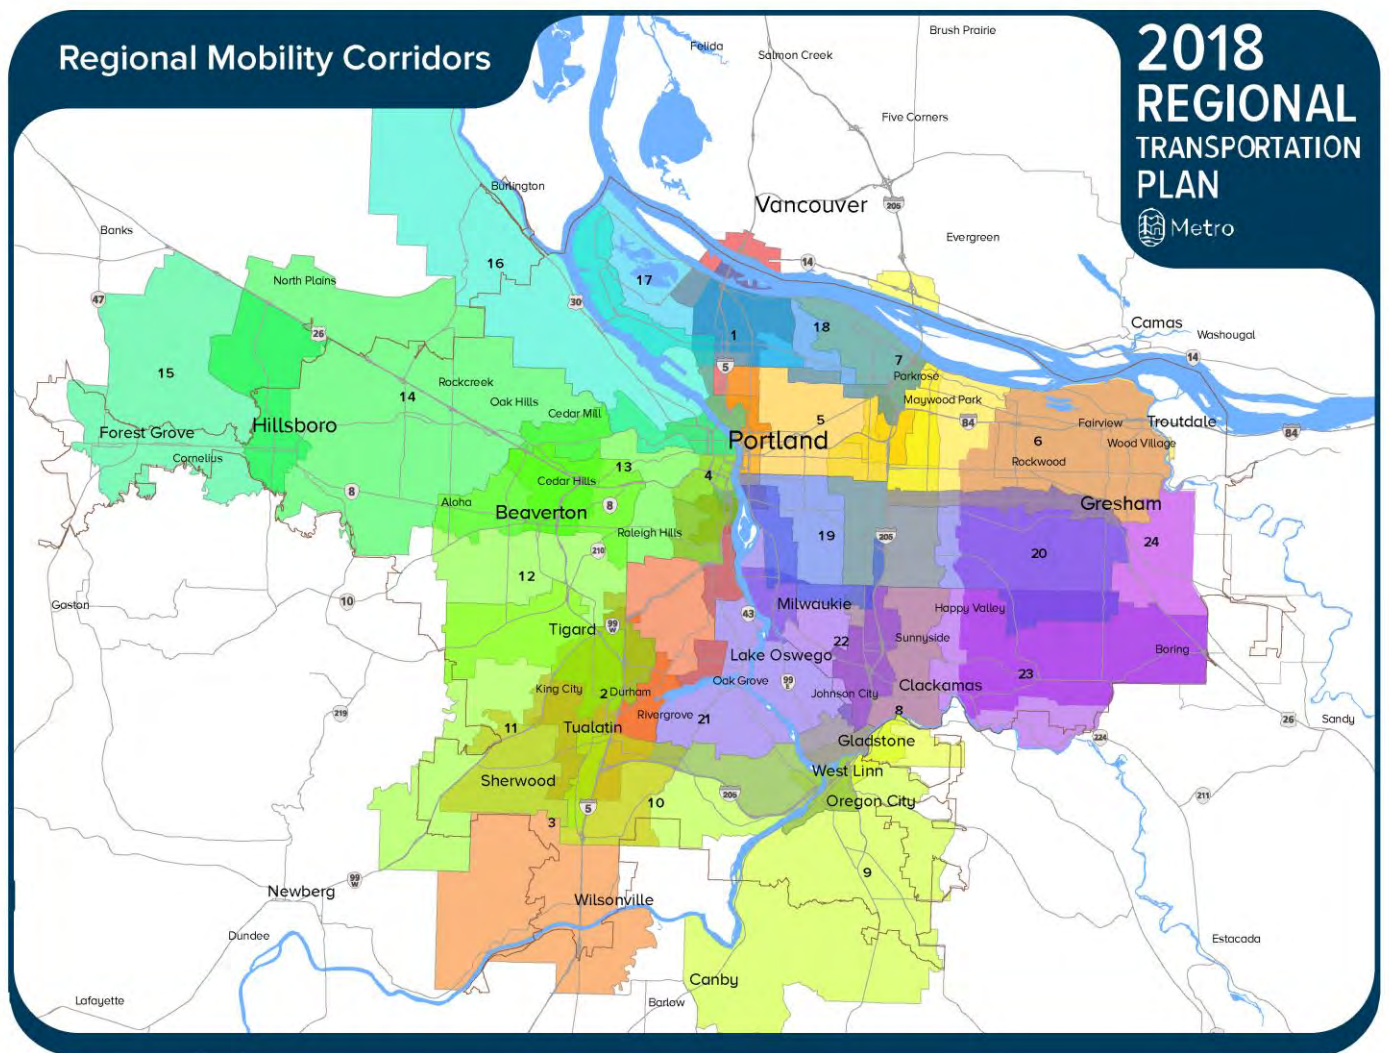 Regional Mobility Corridors
2018
REGIONAL
TRANSPORTATION
PLAN
Metro
Felida
Salmon Creek
Brush Prairie
Five Corners
Burlington
Vancouver
205
Banks
Evergreen
16
14
North Plains
17
47
30
26
1
18
Camas
Washougal
14
5
7
15
Parkrose
Rockcreek
14
Oak Hills
Cedar Mill
Maywood Park
5
84
Fairview
Troutdale
Forest Grove
Hillsboro
Portland
6
Wood Village
84
Cornelius
Rockwood
13
4
Cedar Hills
8
Aloha
Beaverton
8
Gresham
Raleigh Hills
19
205
24
210
20
12
Gaston
10
43
Milwaukie
Happy Valley
Tigard
99
W
22
Sunnyside
Lake Oswego
Boring
Oak Grove
99
E
23
King City
2
Durham
Johnson City
Clackamas
219
Rivergrove
21
8
26
Sandy
11
Tualatin
Gladstone
224
Sherwood
West Linn
205
211
5
10
Oregon City
3
99
W
9
Newberg
Wilsonville
Dundee
Estacada
Canby
Lafayette
Barlow